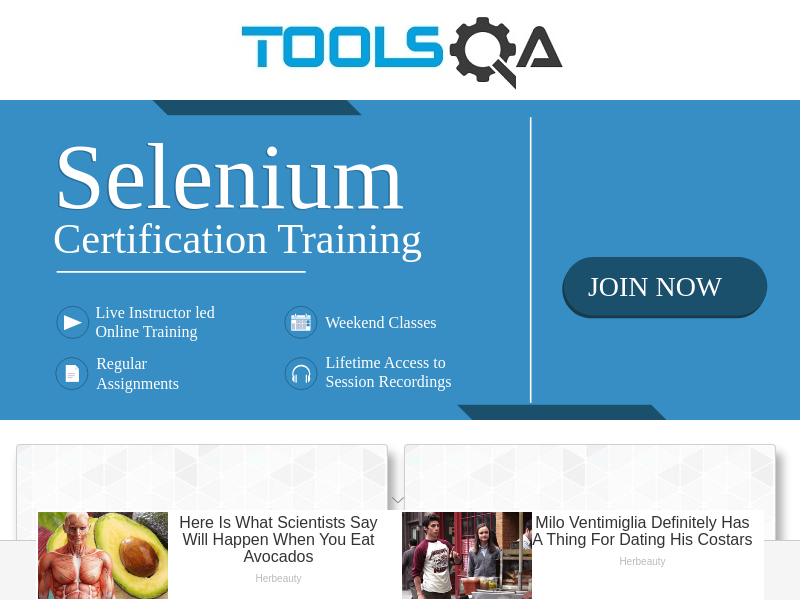 TOOLSQA
Selenium
Certification Training
JOIN NOW
Live Instructor led
Online Training
Weekend Classes
Regular
Assignments
Lifetime Access to
Session Recordings
Here Is What Scientists Say
Will Happen When You Eat
Avocados
Herbeauty
Milo Ventimiglia Definitely Has
A Thing For Dating His Costars
Herbeauty